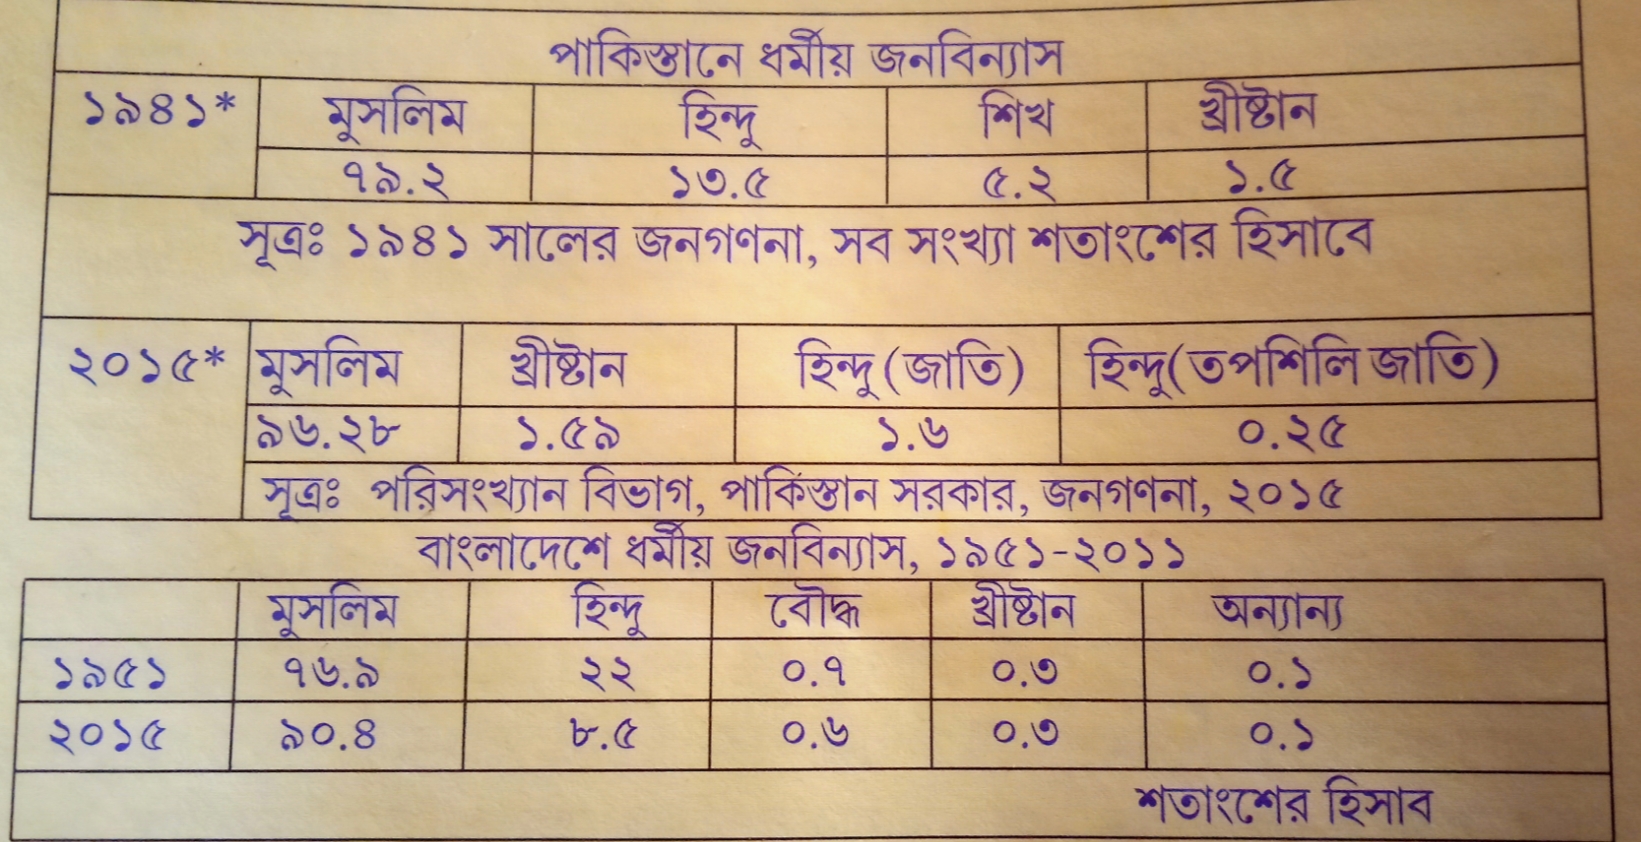 পাকিস্তানে ধর্মীয় জনবিন্যাস
১৯৪১* মুসলিম হিন্দু শিখ খ্রীষ্টান
৭৯.২ ১৩.৫ ৫.২ ১.৫
সূত্রঃ ১৯৪১ সালের জনগণনা, সব সংখ্যা শতাংশের হিসাবে
২০১৫* মুসলিম খ্রীষ্টান হিন্দু (জাতি) হিন্দু(তপশিলি জাতি)
৯৬.২৮ ১.৫৯ ১.৬ ০.২৫
সূত্রঃ পরিসংখ্যান বিভাগ, পাকিস্তান সরকার, জনগণনা, ২০১৫
বাংলাদেশে ধর্মীয় জনবিন্যাস, ১৯৫১-২০১১
মুসলিম হিন্দু বৌদ্ধ খ্রীষ্টান অন্যান্য
১৯৫১ ৭৬.৯ ২২ ০.৭ ০.৩ ০.১
২০১৫ ৯০.৪ ৮.৫ ০.৬ ০.৩ ০.১
শতাংশের হিসাব